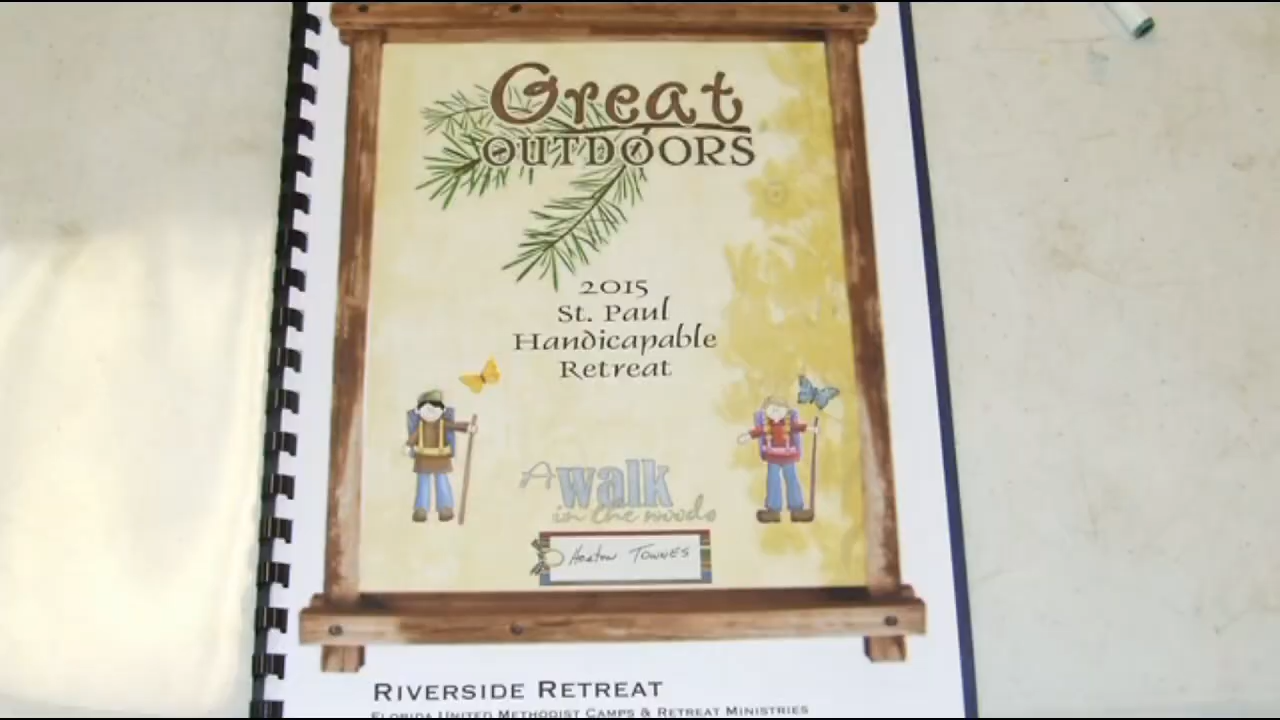 Great
OUTDOORS
2015
St. Paul
Handicapable
Retreat
A walk
in the woods
Townes
Riverside Retreat
Florida United Methodist Camps & Retreat Ministries